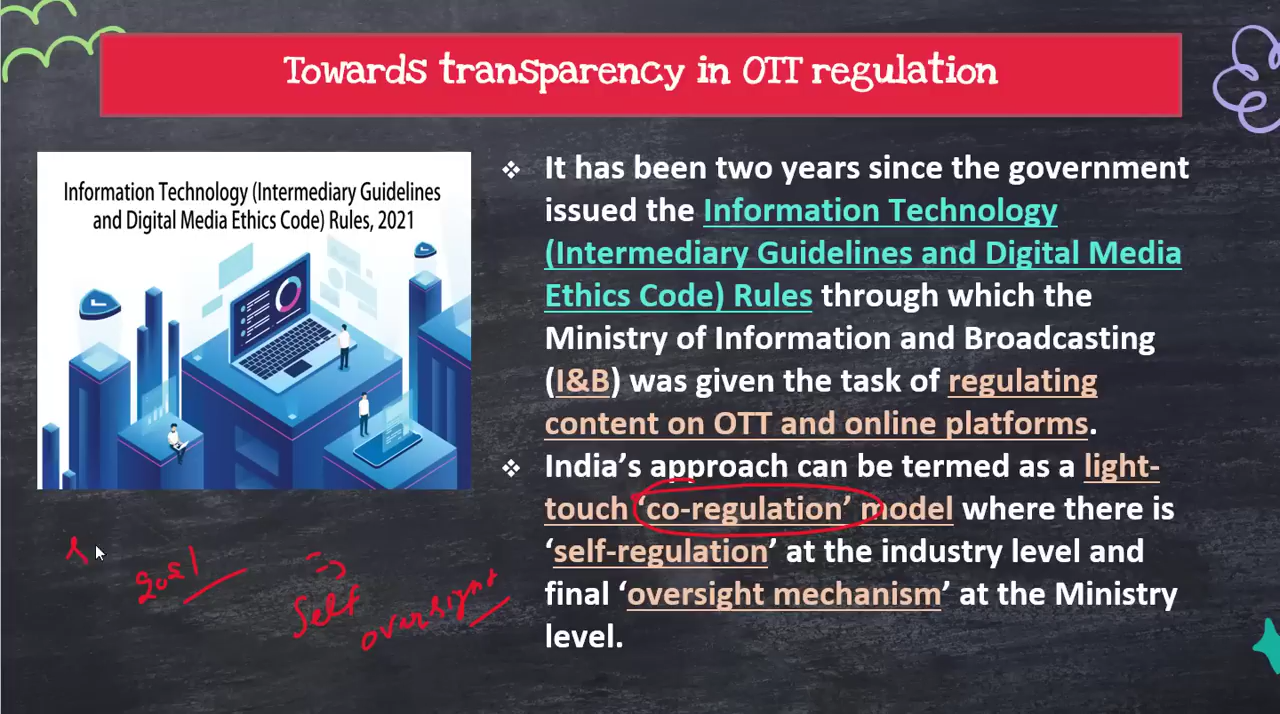 Towards transparency in OTT regulation
Information Technology (Intermediary Guidelines
and Digital Media Ethics Code) Rules, 2021
❖ It has been two years since the government
issued the Information Technology
(Intermediary Guidelines and Digital Media
Ethics Code) Rules through which the
Ministry of Information and Broadcasting
(I&B) was given the task of regulating
content on OTT and online platforms.
❖ India’s approach can be termed as a light-
touch ‘co-regulation’ model where there is
‘self-regulation’ at the industry level and
final ‘oversight mechanism’ at the Ministry
level.
2021
Self
oversight